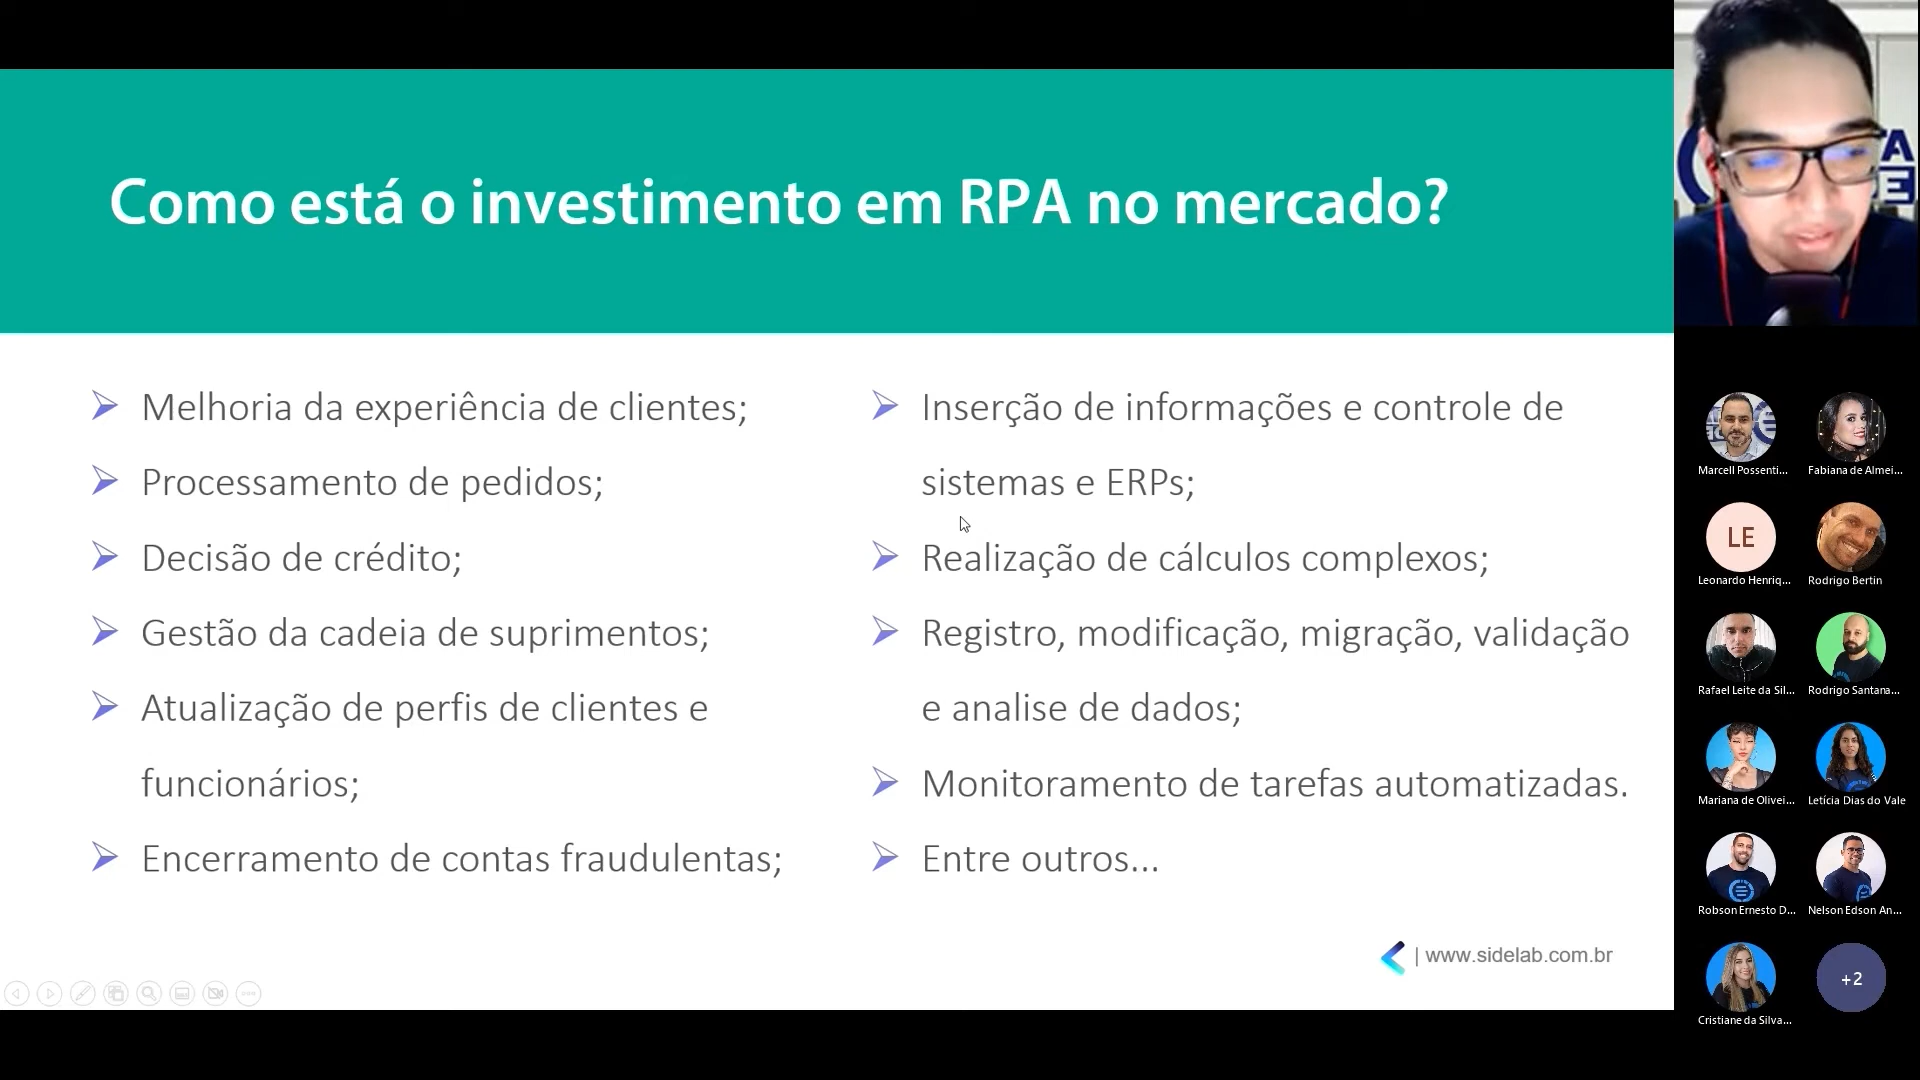 Como está o investimento em RPA no mercado?
Melhoria da experiência de clientes;
Processamento de pedidos;
Decisão de crédito;
Gestão da cadeia de suprimentos;
Atualização de perfis de clientes e
funcionários;
Encerramento de contas fraudulentas;
Inserção de informações e controle de
sistemas e ERPs;
Realização de cálculos complexos;
Registro, modificação, migração, validação
e analise de dados;
Monitoramento de tarefas automatizadas.
Entre outros...
| www.sidelab.com.br
Marcell Possenti...
Fabiana de Almei...
LE
Leonardo Henriq...
Rodrigo Bertin
Rafael Leite da Sil...
Rodrigo Santana...
Mariana de Olivei...
Letícia Dias do Vale
Robson Ernesto D...
Nelson Edson An...
Cristiane da Silva...
+2